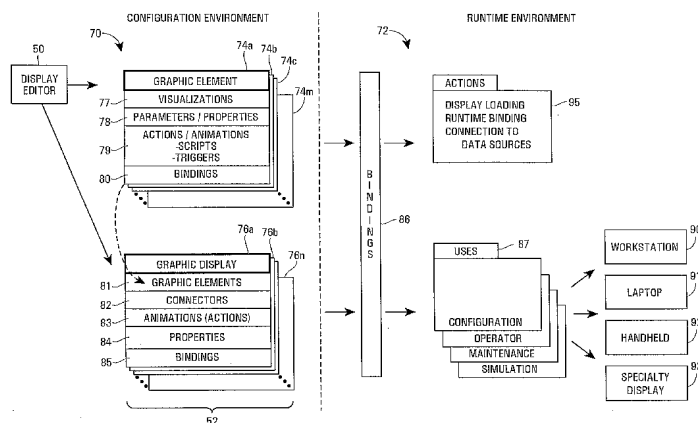 CONFIGURATION ENVIRONMENT
RUNTIME ENVIRONMENT
70
72
50
DISPLAY
EDITOR
74a
74b
74c
74m
GRAPHIC ELEMENT
77
VISUALIZATIONS
78
PARAMETERS / PROPERTIES
79
ACTIONS / ANIMATIONS
-SCRIPTS
-TRIGGERS
80
BINDINGS
76a
76b
76n
GRAPHIC DISPLAY
81
GRAPHIC ELEMENTS
82
CONNECTORS
83
ANIMATIONS (ACTIONS)
84
PROPERTIES
85
BINDINGS
52
BINDINGS
86
ACTIONS
95
DISPLAY LOADING
RUNTIME BINDING
CONNECTION TO
DATA SOURCES
USES
87
CONFIGURATION
OPERATOR
MAINTENANCE
SIMULATION
WORKSTATION
90
LAPTOP
91
HANDHELD
SPECIALTY
DISPLAY